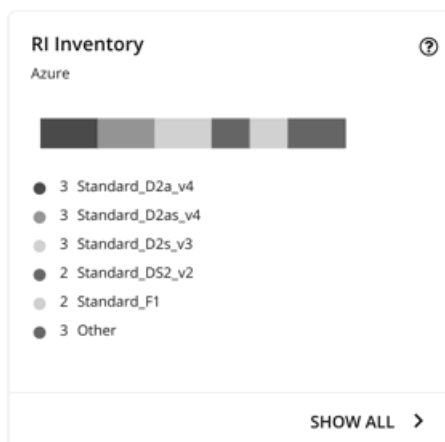 RI Inventory
Azure
3 Standard_D2a_v4
3 Standard_D2as_v4
3 Standard_D2s_v3
2 Standard_DS2_v2
2 Standard_F1
3 Other
SHOW ALL